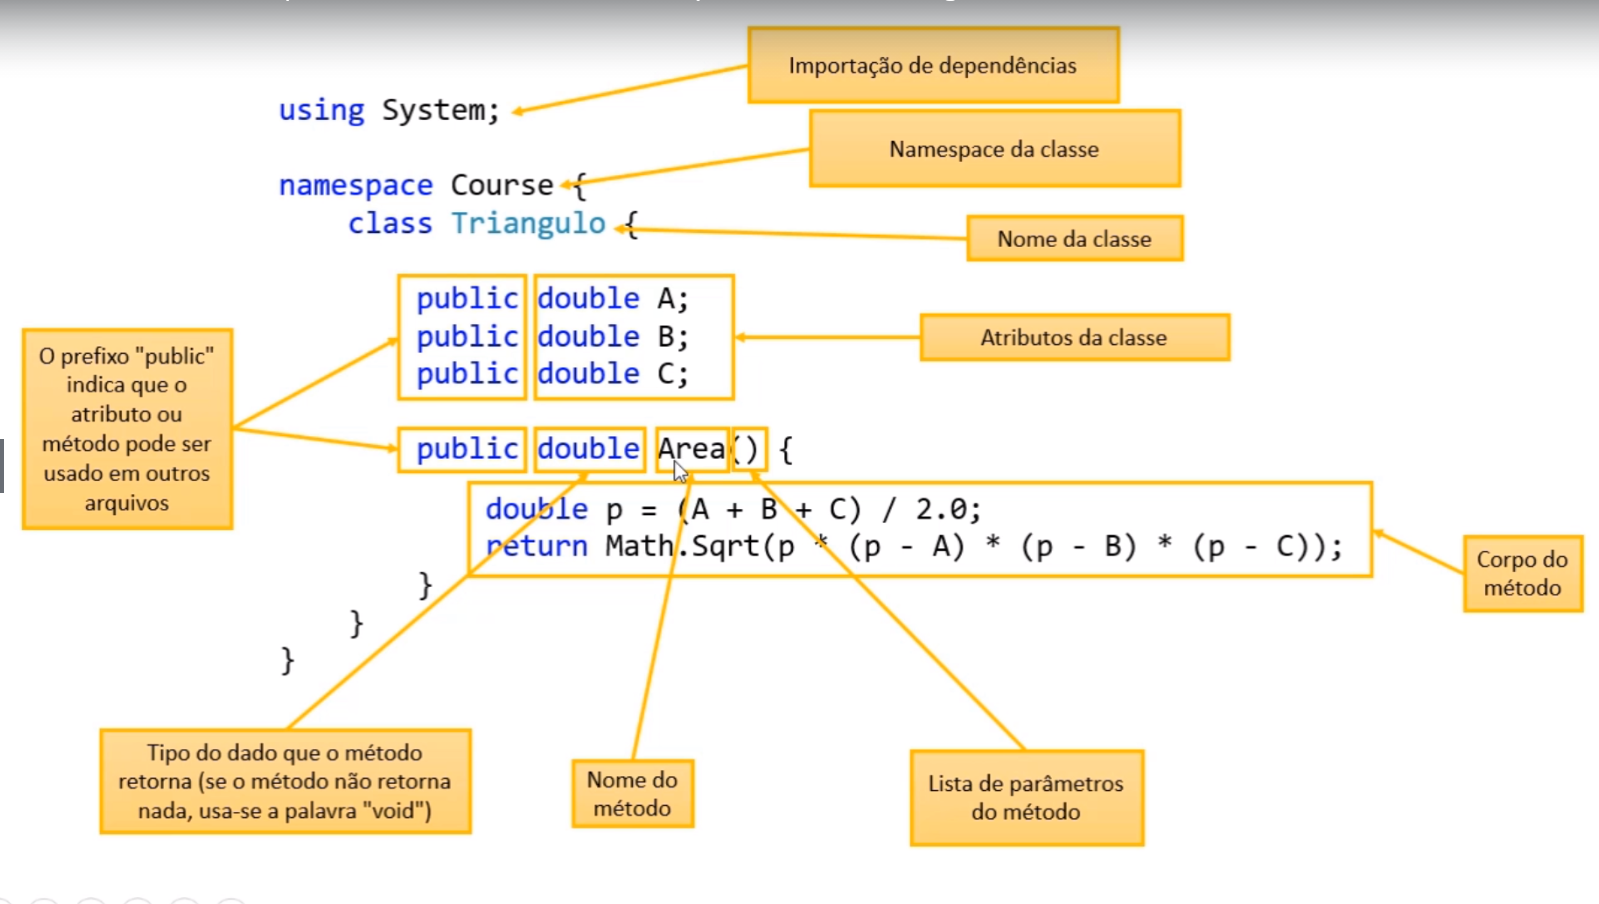 Importação de dependências
using System;
Namespace da classe
namespace Course {
class Triangulo {
Nome da classe
public double A;
public double B;
public double C;
Atributos da classe
O prefixo "public"
indica que o
atributo ou
método pode ser
usado em outros
arquivos
public double Area() {
double p = (A + B + C) / 2.0;
return Math.Sqrt(p * (p - A) * (p - B) * (p - C));
Corpo do
método
}
}
}
Tipo do dado que o método
retorna (se o método não retorna
nada, usa-se a palavra "void")
Nome do
método
Lista de parâmetros
do método